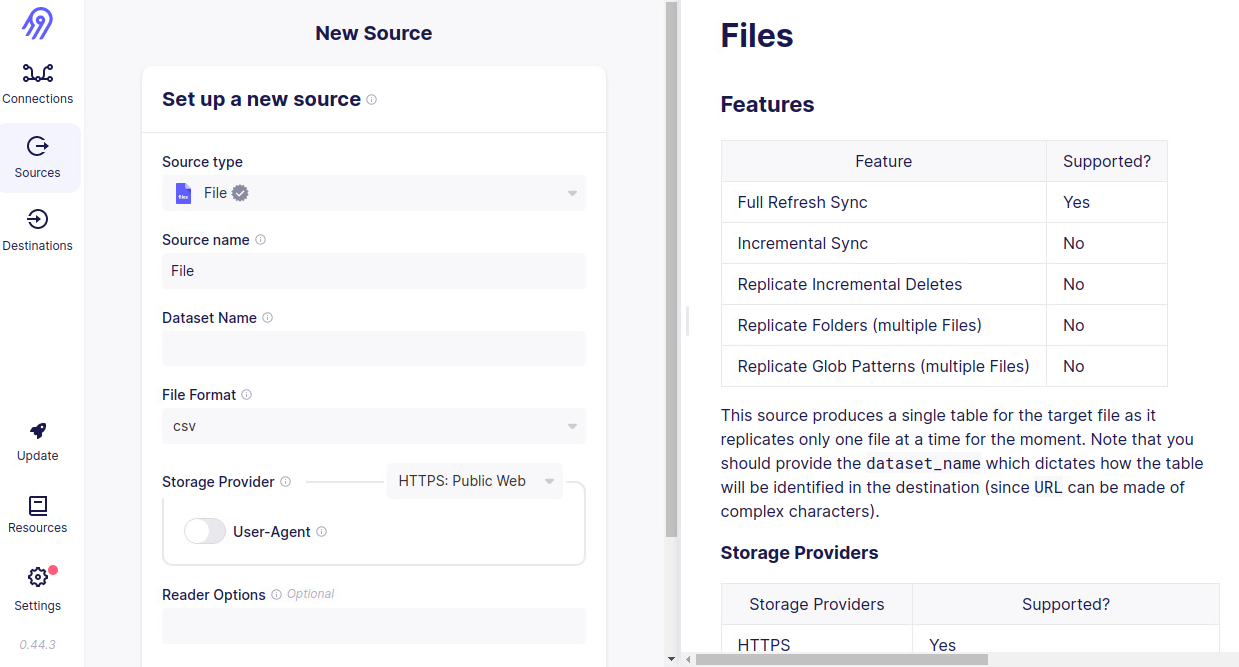 Connections
Sources
Destinations
Update
Resources
Settings
0.44.3
New Source
Set up a new source
Source type
File
Source name
File
Dataset Name
File Format
csv
Storage Provider
HTTPS: Public Web
User-Agent
Reader Options Optional
Files
Features
Feature Supported?
Full Refresh Sync Yes
Incremental Sync No
Replicate Incremental Deletes No
Replicate Folders (multiple Files) No
Replicate Glob Patterns (multiple Files) No
This source produces a single table for the target file as it
replicates only one file at a time for the moment. Note that you
should provide the dataset_name which dictates how the table
will be identified in the destination (since URL can be made of
complex characters).
Storage Providers
Storage Providers Supported?
HTTPS Yes